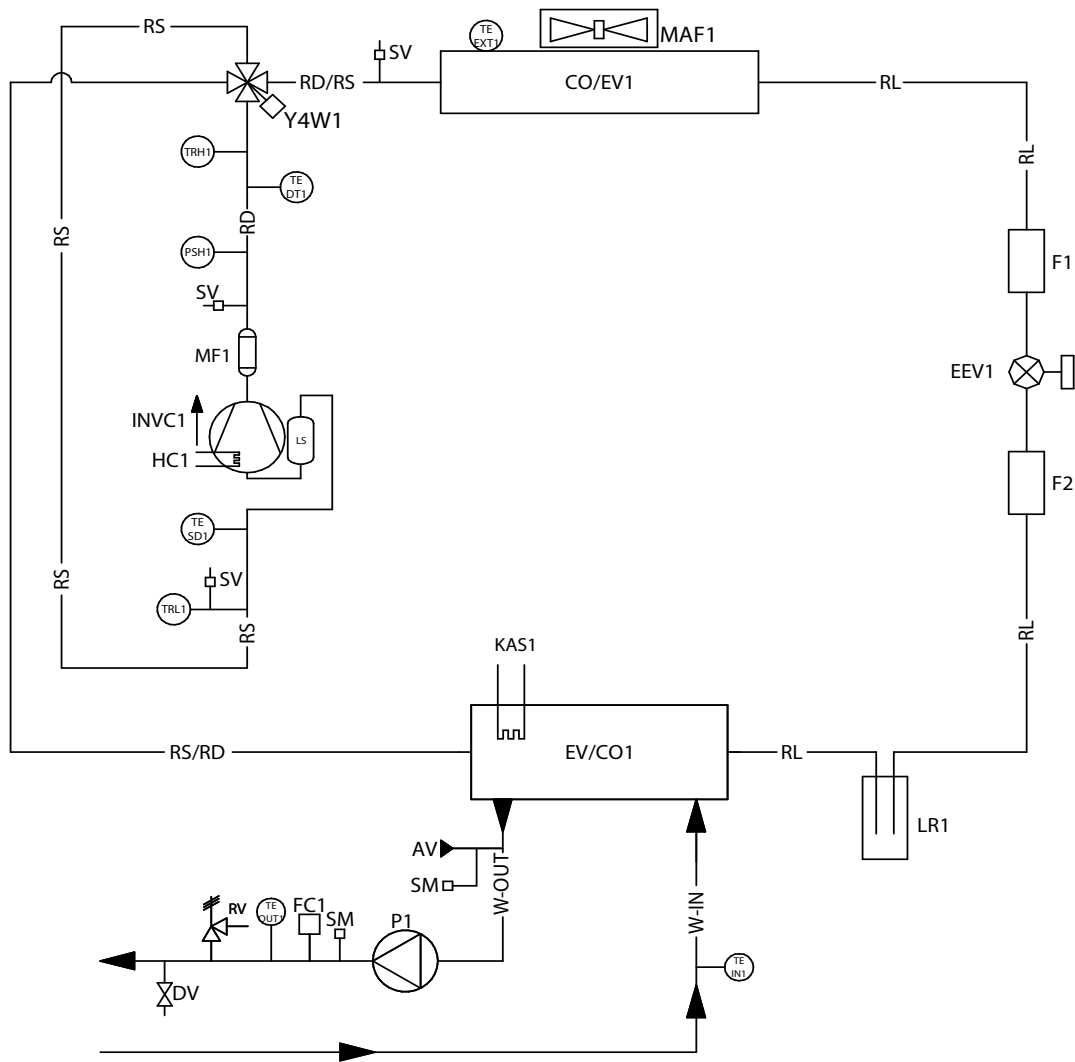 RS
TE
EXT1
MAF1
SV
RD/RS
CO/EV1
RL
Y4W1
TRH1
TE
DT1
RL
RD
RS
PSH1
F1
SV
MF1
EEV1
INVC1
LS
HC1
F2
TE
SD1
RS
SV
TRL1
RS
RL
KAS1
RS/RD
EV/CO1
RL
LR1
AV
SM
W-OUT
W-IN
RV
TE
OUT1
FC1
SM
P1
TE
IN1
DV